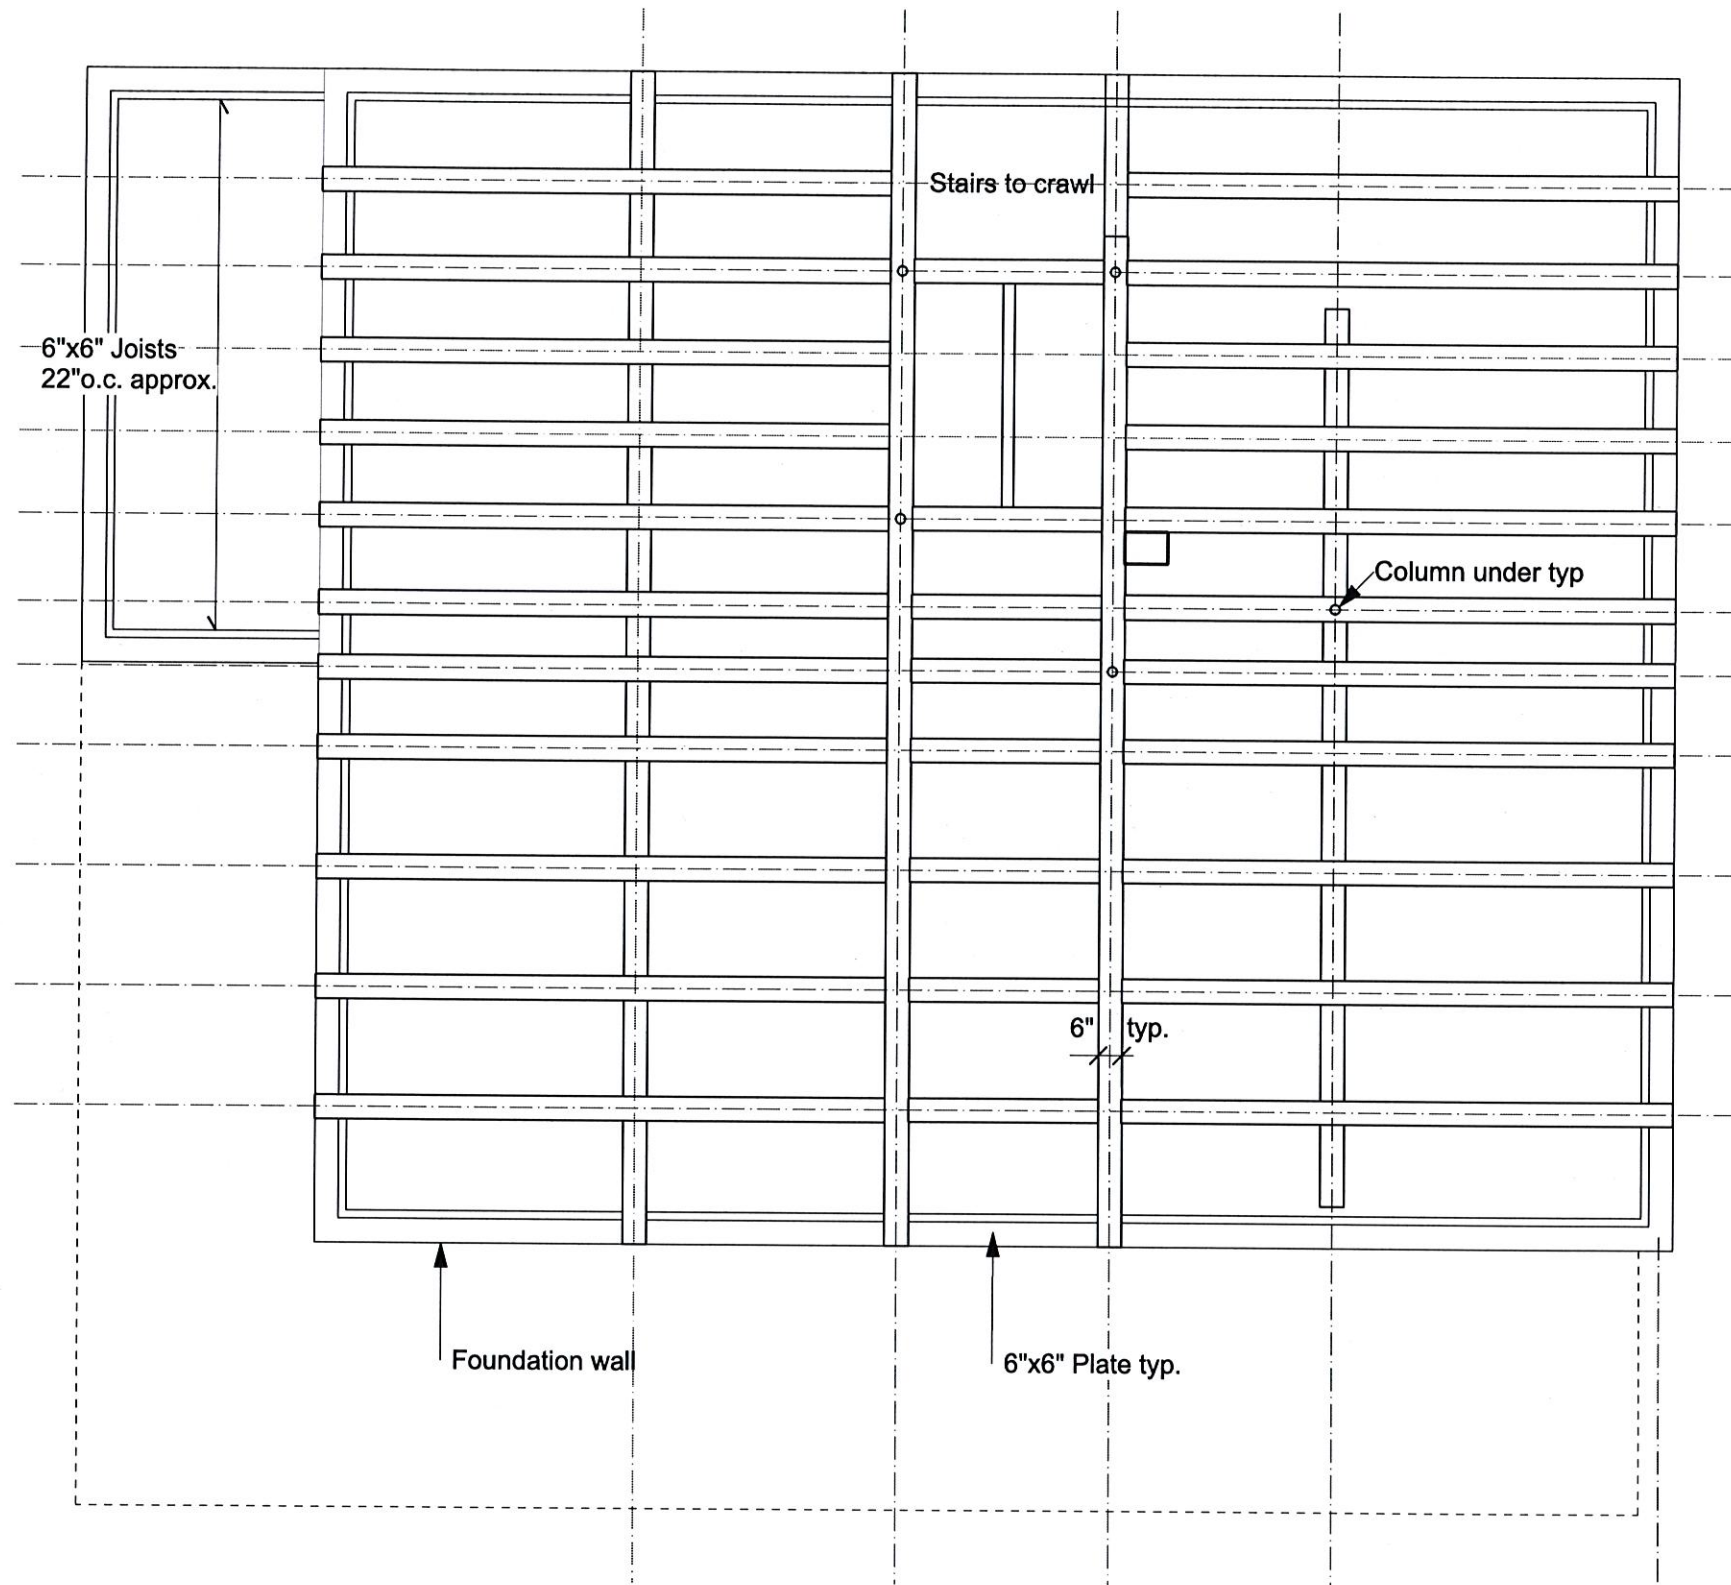 Stairs to crawl
6"x6" Joists
22"o.c. approx.
Column under typ
6" typ.
Foundation wall
6"x6" Plate typ.